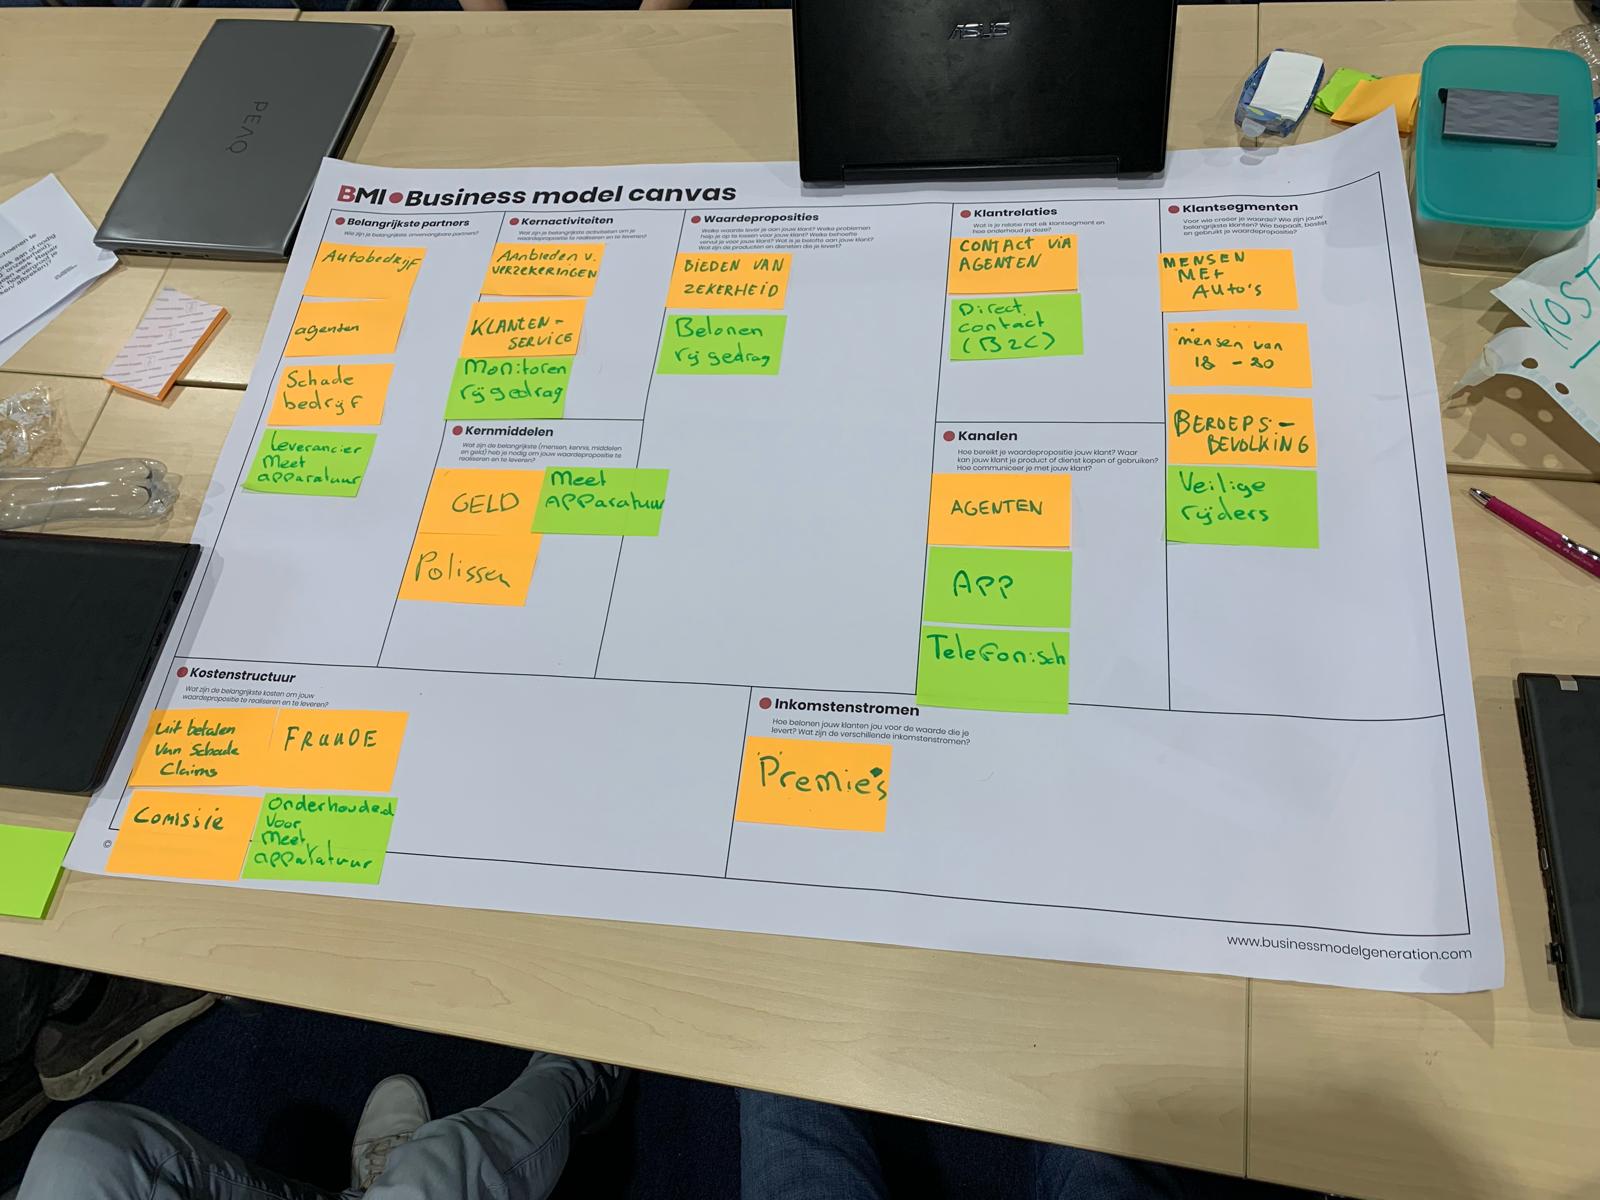 PEAQ
ASUS
BMI Business model canvas
Belangrijkste partners
Wie zijn je belangrijkste onvervangbare partners?
Autobedrijf
agenten
Schade
bedrijf
Leverancier
Meet
apparatuur
Kernactiviteiten
Wat zijn de belangrijkste activiteiten om je
waardepropositie te realiseren en te leveren?
Aanbieden v.
VERZEKERINGEN
KLANTEN-
SERVICE
Monitoren
rijgedrag
Kernmiddelen
Wat zijn de belangrijkste (mensen, kennis, middelen
en geld) heb je nodig om jouw waardepropositie te
realiseren en te leveren?
GELD
Meet
APParatuur
Polissen
Waardeproposities
Welke waarde lever je aan jouw klant? Welke problemen
help je op te lossen voor jouw klant? Welke behoefte
vervul je voor jouw klant? Wat is je belofte aan jouw klant?
Wat zijn de producten en diensten die je levert?
BIEDEN VAN
ZEKERHEID
Belonen
rijgedrag
Klantrelaties
Wat is je relatie met elk klantsegment en
hoe onderhoud je deze?
CONTACT VIA
AGENTEN
Direct
contact
(B2C)
Kanalen
Hoe bereikt je waardepropositie jouw klant? Waar
kan jouw klant je product of dienst kopen of gebruiken?
Hoe communiceer je met jouw klant?
AGENTEN
APP
Telefonisch
Klantsegmenten
Voor wie creëer je waarde? Wie zijn jouw
belangrijkste klanten? Wie bepaalt, beslist
en gebruikt je waardepropositie?
MENSEN
MET
AUTO'S
mensen van
18 - 80
BEROEPS-
BEVOLKING
Veilige
rijders
Kostenstructuur
Wat zijn de belangrijkste kosten om jouw
waardepropositie te realiseren en te leveren?
Uitbetalen
Van Schade
Claims
FRAUDE
Comissie
Onderhouded
Voor
Meet
apparatuur
Inkomstenstromen
Hoe belonen jouw klanten jou voor de waarde die je
levert? Wat zijn de verschillende inkomstenstromen?
Premie's
©
www.businessmodelgeneration.com
KOST